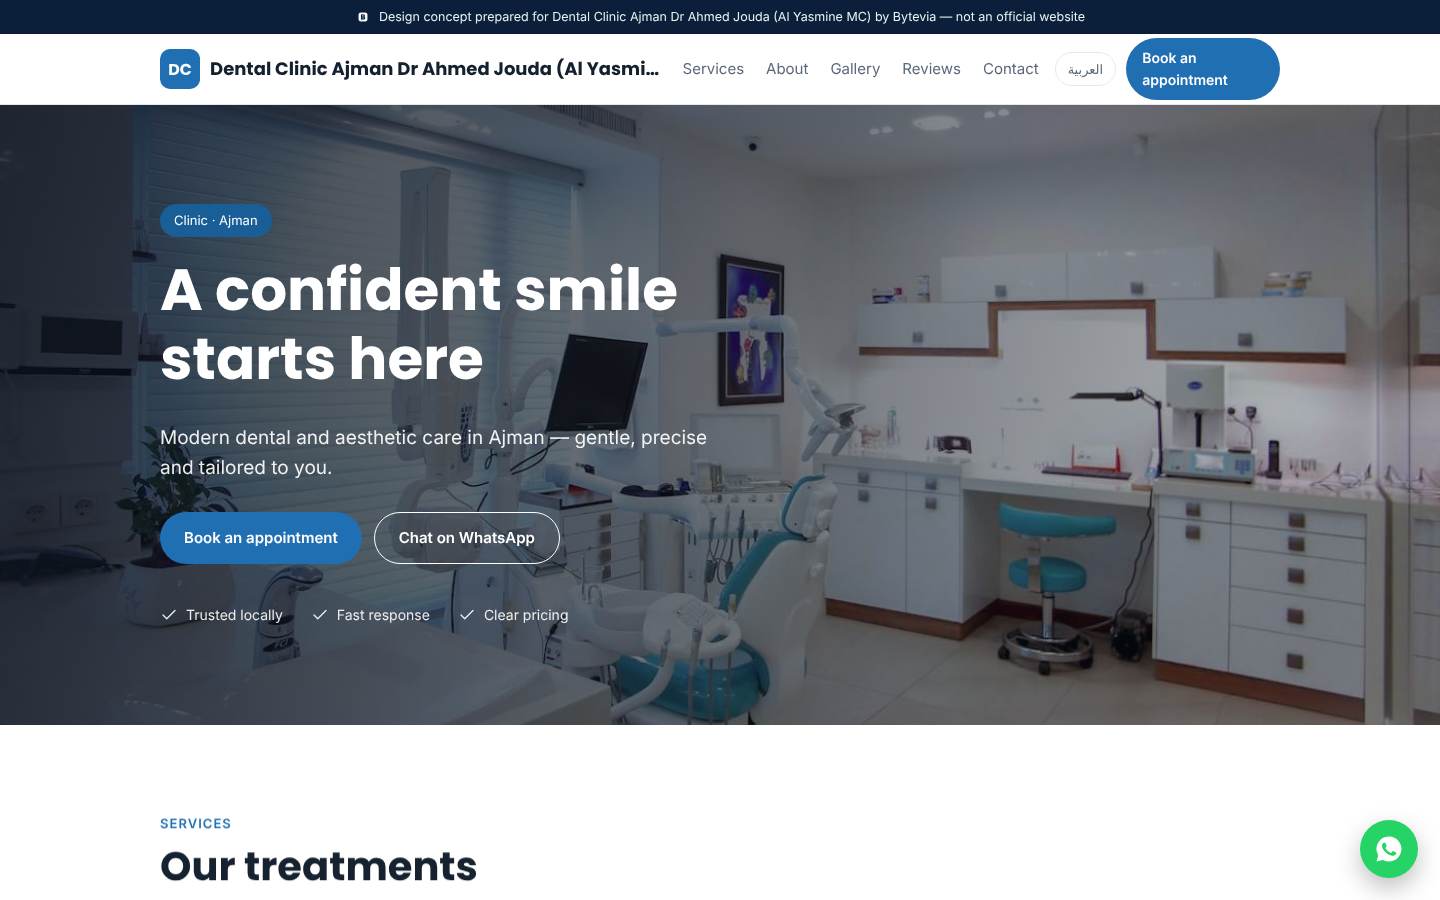 Design concept prepared for Dental Clinic Ajman Dr Ahmed Jouda (Al Yasmine MC) by Bytevia — not an official website
DC
Dental Clinic Ajman Dr Ahmed Jouda (Al Yasmi...
Services
About
Gallery
Reviews
Contact
العربية
Book an
appointment
Clinic · Ajman
A confident smile
starts here
Modern dental and aesthetic care in Ajman — gentle, precise
and tailored to you.
Book an appointment
Chat on WhatsApp
Trusted locally
Fast response
Clear pricing
SERVICES
Our treatments